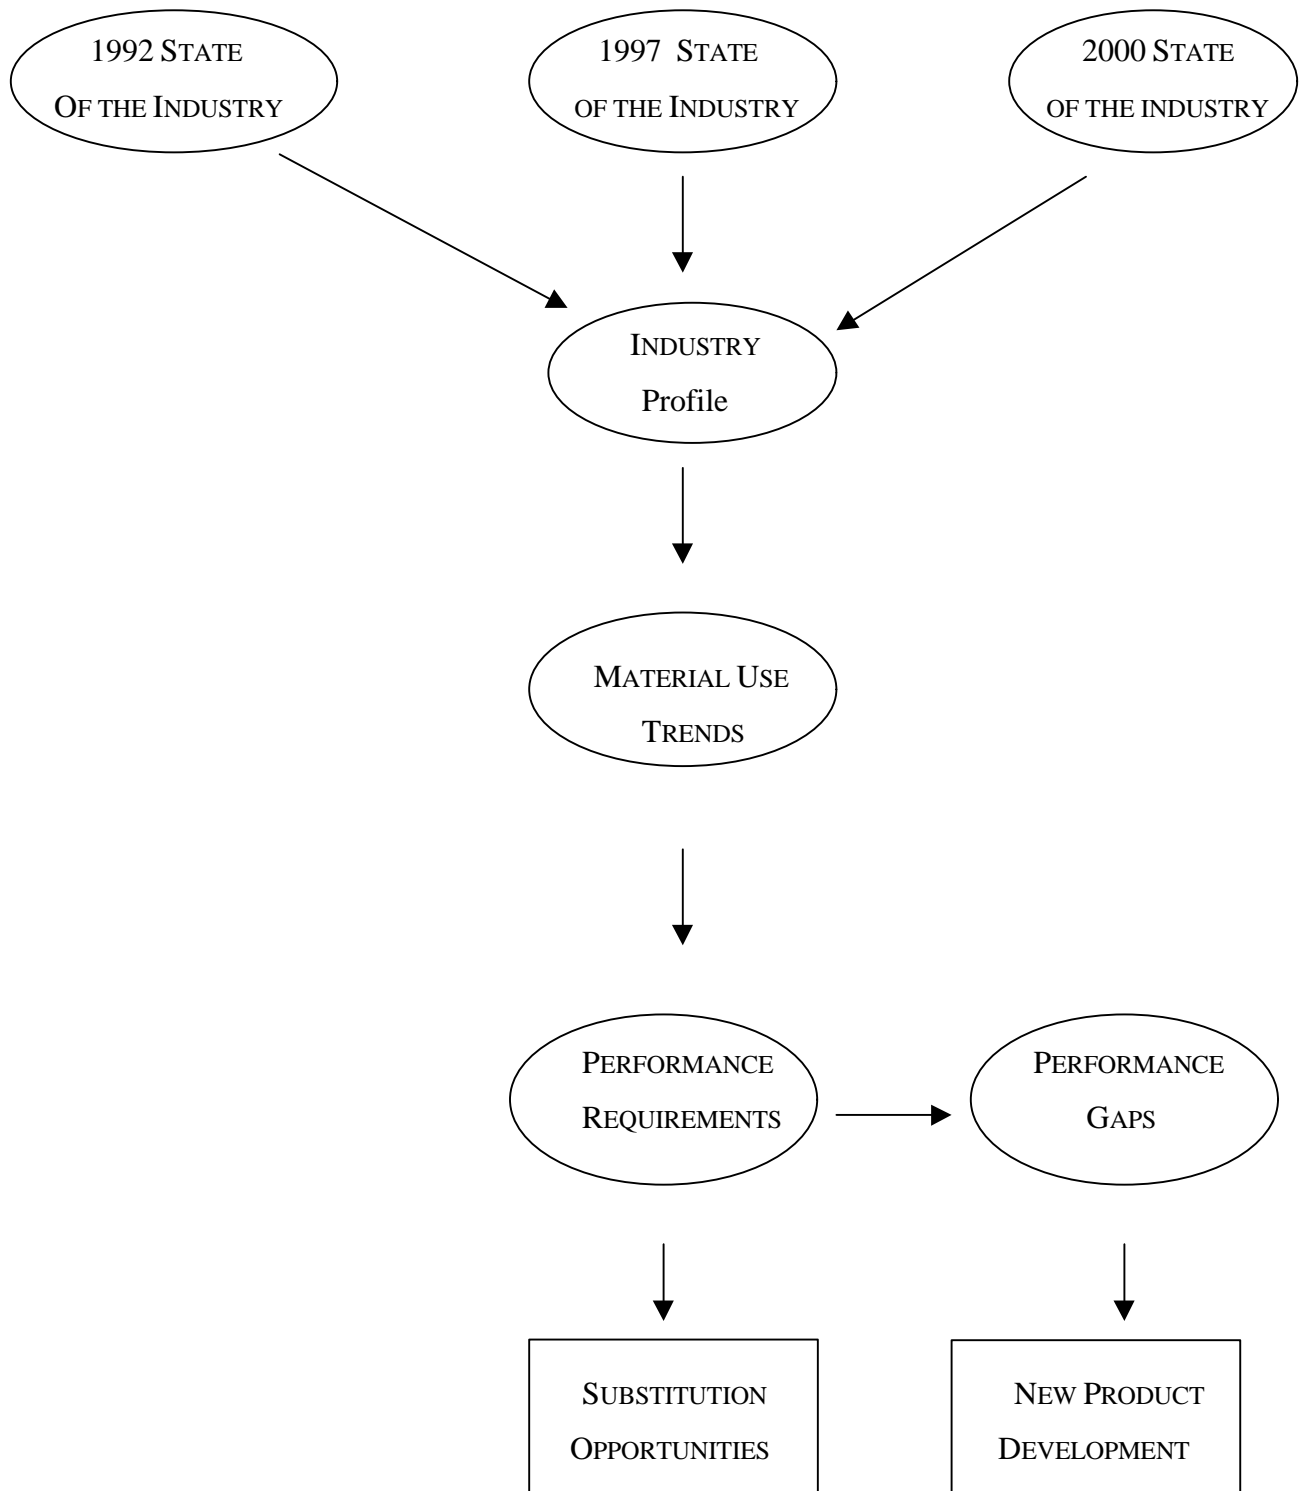 1992 STATE
OF THE INDUSTRY
1997 STATE
OF THE INDUSTRY
2000 STATE
OF THE INDUSTRY
INDUSTRY
Profile
MATERIAL USE
TRENDS
PERFORMANCE
REQUIREMENTS
PERFORMANCE
GAPS
SUBSTITUTION
OPPORTUNITIES
NEW PRODUCT
DEVELOPMENT